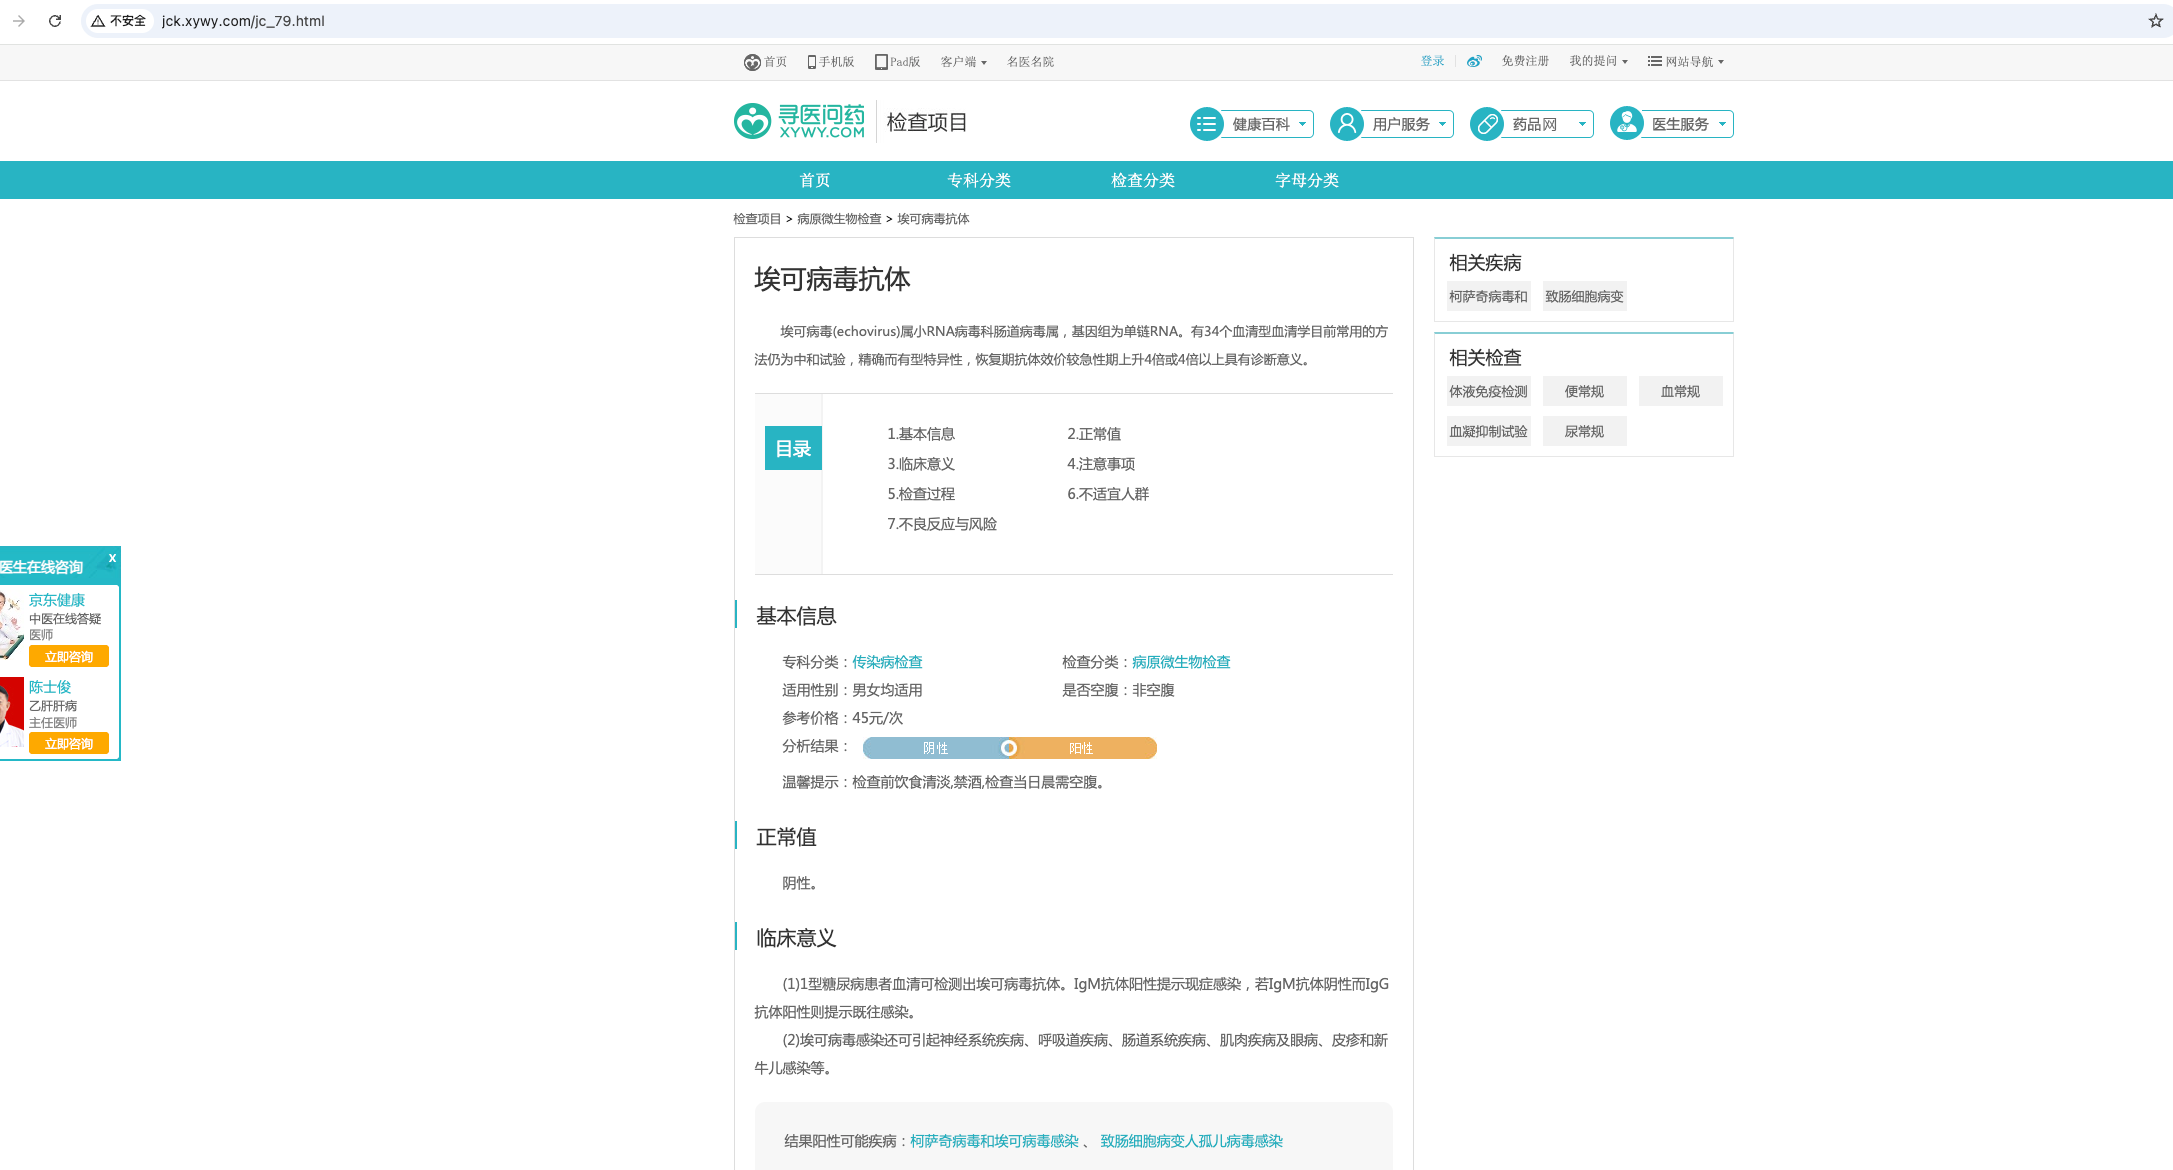 不安全 jck.xywy.com/jc_79.html
首页 手机版 Pad版 客户端 名医名院 登录 免费注册 我的提问 网站导航
寻医问药 XYWY.COM 检查项目 健康百科 用户服务 药品网 医生服务
首页 专科分类 检查分类 字母分类
检查项目 > 病原微生物检查 > 埃可病毒抗体
埃可病毒抗体
埃可病毒(echovirus)属小RNA病毒科肠道病毒属，基因组为单链RNA。有34个血清型血清学目前常用的方
法仍为中和试验，精确而有型特异性，恢复期抗体效价较急性期上升4倍或4倍以上具有诊断意义。
目录
1.基本信息 2.正常值
3.临床意义 4.注意事项
5.检查过程 6.不适宜人群
7.不良反应与风险
基本信息
专科分类：传染病检查 检查分类：病原微生物检查
适用性别：男女均适用 是否空腹：非空腹
参考价格：45元/次
分析结果： 阴性 阳性
温馨提示：检查前饮食清淡,禁酒,检查当日晨需空腹。
正常值
阴性。
临床意义
(1)1型糖尿病患者血清可检测出埃可病毒抗体。IgM抗体阳性提示现症感染，若IgM抗体阴性而IgG
抗体阳性则提示既往感染。
(2)埃可病毒感染还可引起神经系统疾病、呼吸道疾病、肠道系统疾病、肌肉疾病及眼病、皮疹和新
牛儿感染等。
结果阳性可能疾病：柯萨奇病毒和埃可病毒感染 、 致肠细胞病变人孤儿病毒感染
相关疾病
柯萨奇病毒和 致肠细胞病变
相关检查
体液免疫检测 便常规 血常规
血凝抑制试验 尿常规
医生在线咨询 x
京东健康
中医在线答疑
医师
立即咨询
陈士俊
乙肝肝病
主任医师
立即咨询